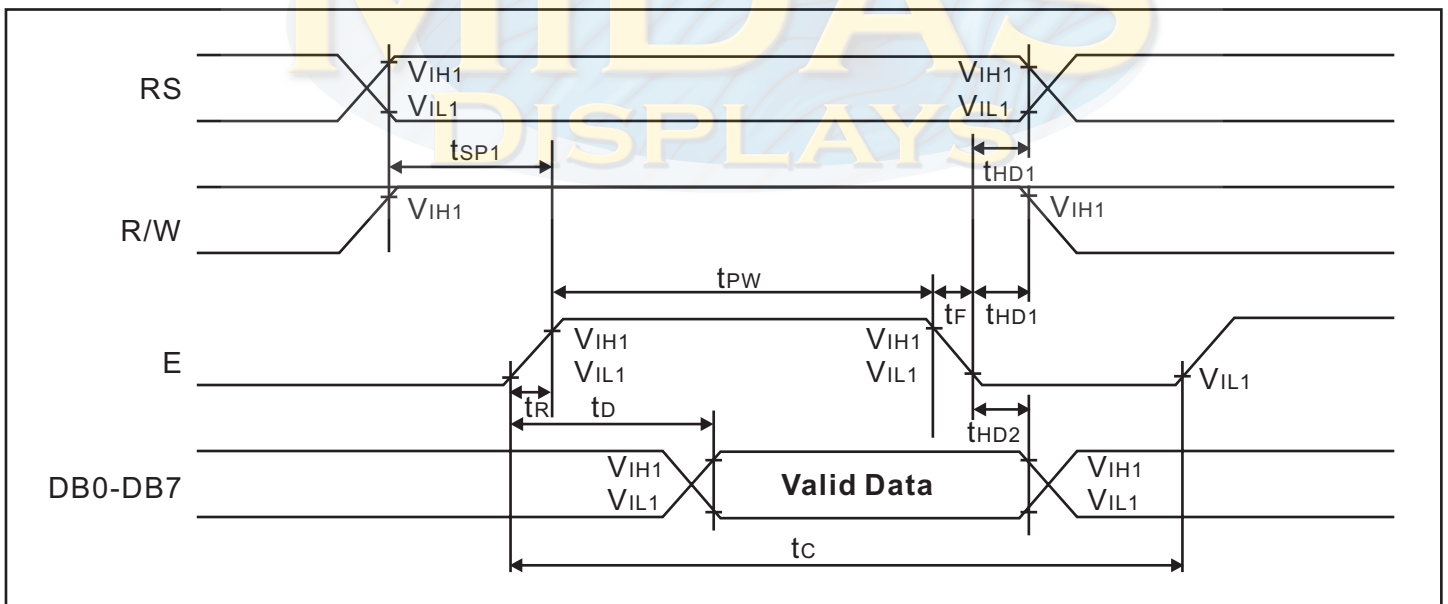 MIDAS
DISPLAYS
RS
VIH1
VIL1
VIH1
VIL1
tSP1
tHD1
R/W
VIH1
VIH1
tPW
tF
tHD1
E
VIH1
VIL1
VIH1
VIL1
VIL1
tR
tD
tHD2
DB0-DB7
VIH1
VIL1
Valid Data
VIH1
VIL1
tC